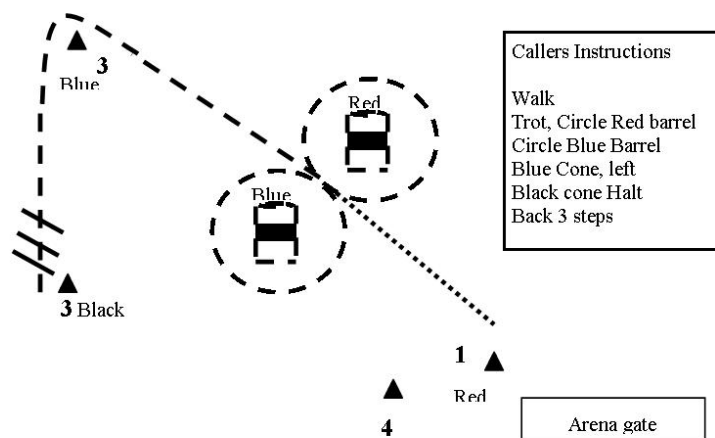 3
Blue
Callers Instructions
Walk
Trot, Circle Red barrel
Circle Blue Barrel
Blue Cone, left
Black cone Halt
Back 3 steps
Red
Blue
3 Black
1
Red
4
Arena gate